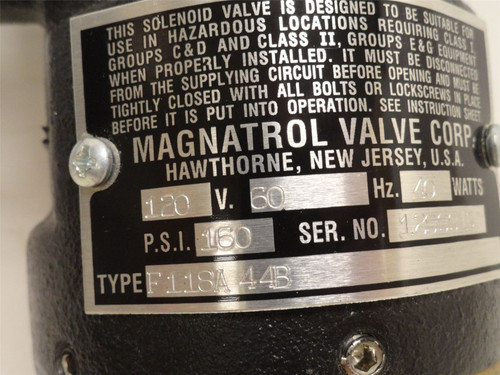 THIS SOLENOID VALVE IS DESIGNED TO BE SUITABLE FOR
USE IN HAZARDOUS LOCATIONS REQUIRING CLASS I,
GROUPS C&D AND CLASS II, GROUPS E&G EQUIPMENT
WHEN PROPERLY INSTALLED. IT MUST BE DISCONNECTED
FROM THE SUPPLYING CIRCUIT BEFORE OPENING AND MUST BE
TIGHTLY CLOSED WITH ALL BOLTS OR LOCKSCREWS IN PLACE
BEFORE IT IS PUT INTO OPERATION. SEE INSTRUCTION SHEET
MAGNATROL VALVE CORP.
HAWTHORNE, NEW JERSEY, U.S.A.
120 V. 60 Hz. WATTS
P.S.I. 160 SER. NO.
TYPE F11SA 44B